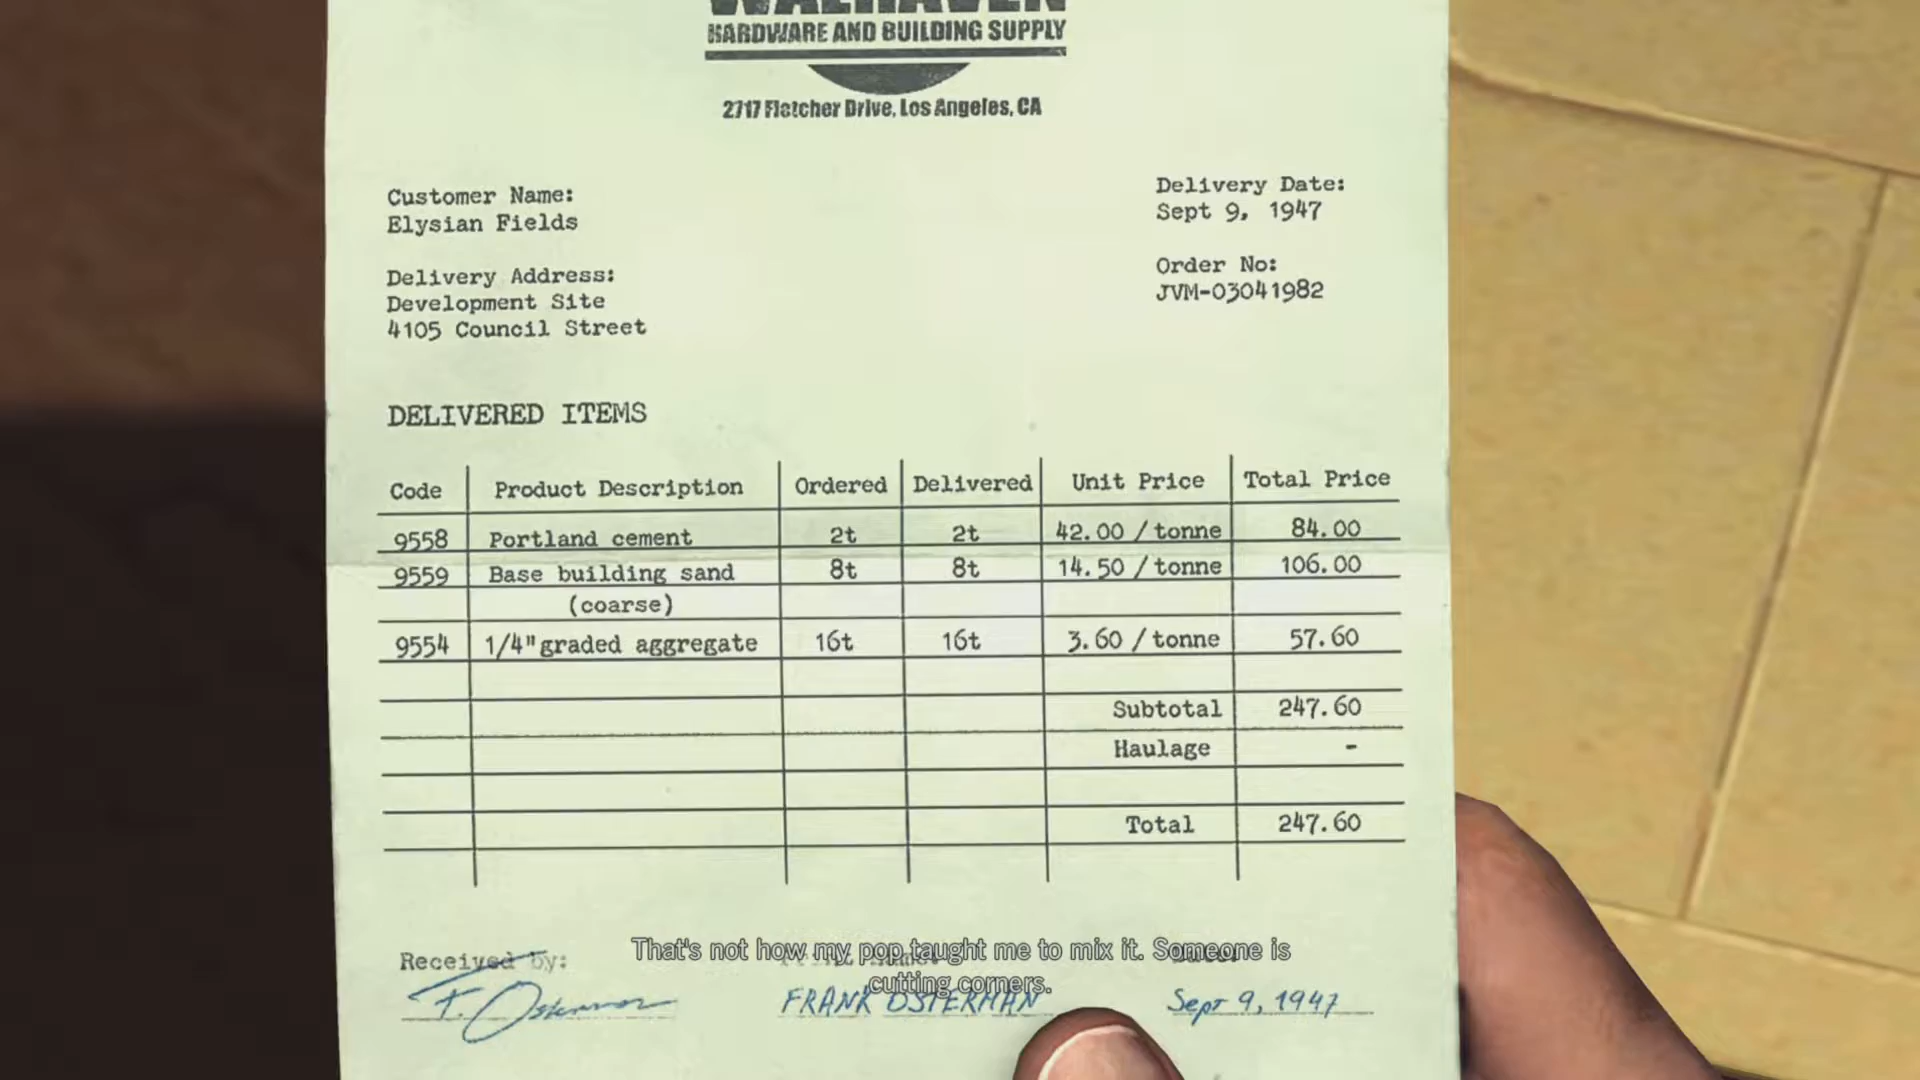 WALHAVEN
HARDWARE AND BUILDING SUPPLY
2717 Fletcher Drive, Los Angeles, CA
Customer Name:
Elysian Fields
Delivery Date:
Sept 9, 1947
Delivery Address:
Development Site
4105 Council Street
Order No:
JVM-03041982
DELIVERED ITEMS
Code Product Description Ordered Delivered Unit Price Total Price
9558 Portland cement 2t 2t 42.00 / tonne 84.00
9559 Base building sand 8t 8t 14.50 / tonne 106.00
(coarse)
9554 1/4" graded aggregate 16t 16t 3.60 / tonne 57.60
Subtotal 247.60
Haulage -
Total 247.60
Received by:
That's not how my pop taught me to mix it. Someone is
cutting corners.
F. Osterman FRANK OSTERMAN Sept 9, 1947